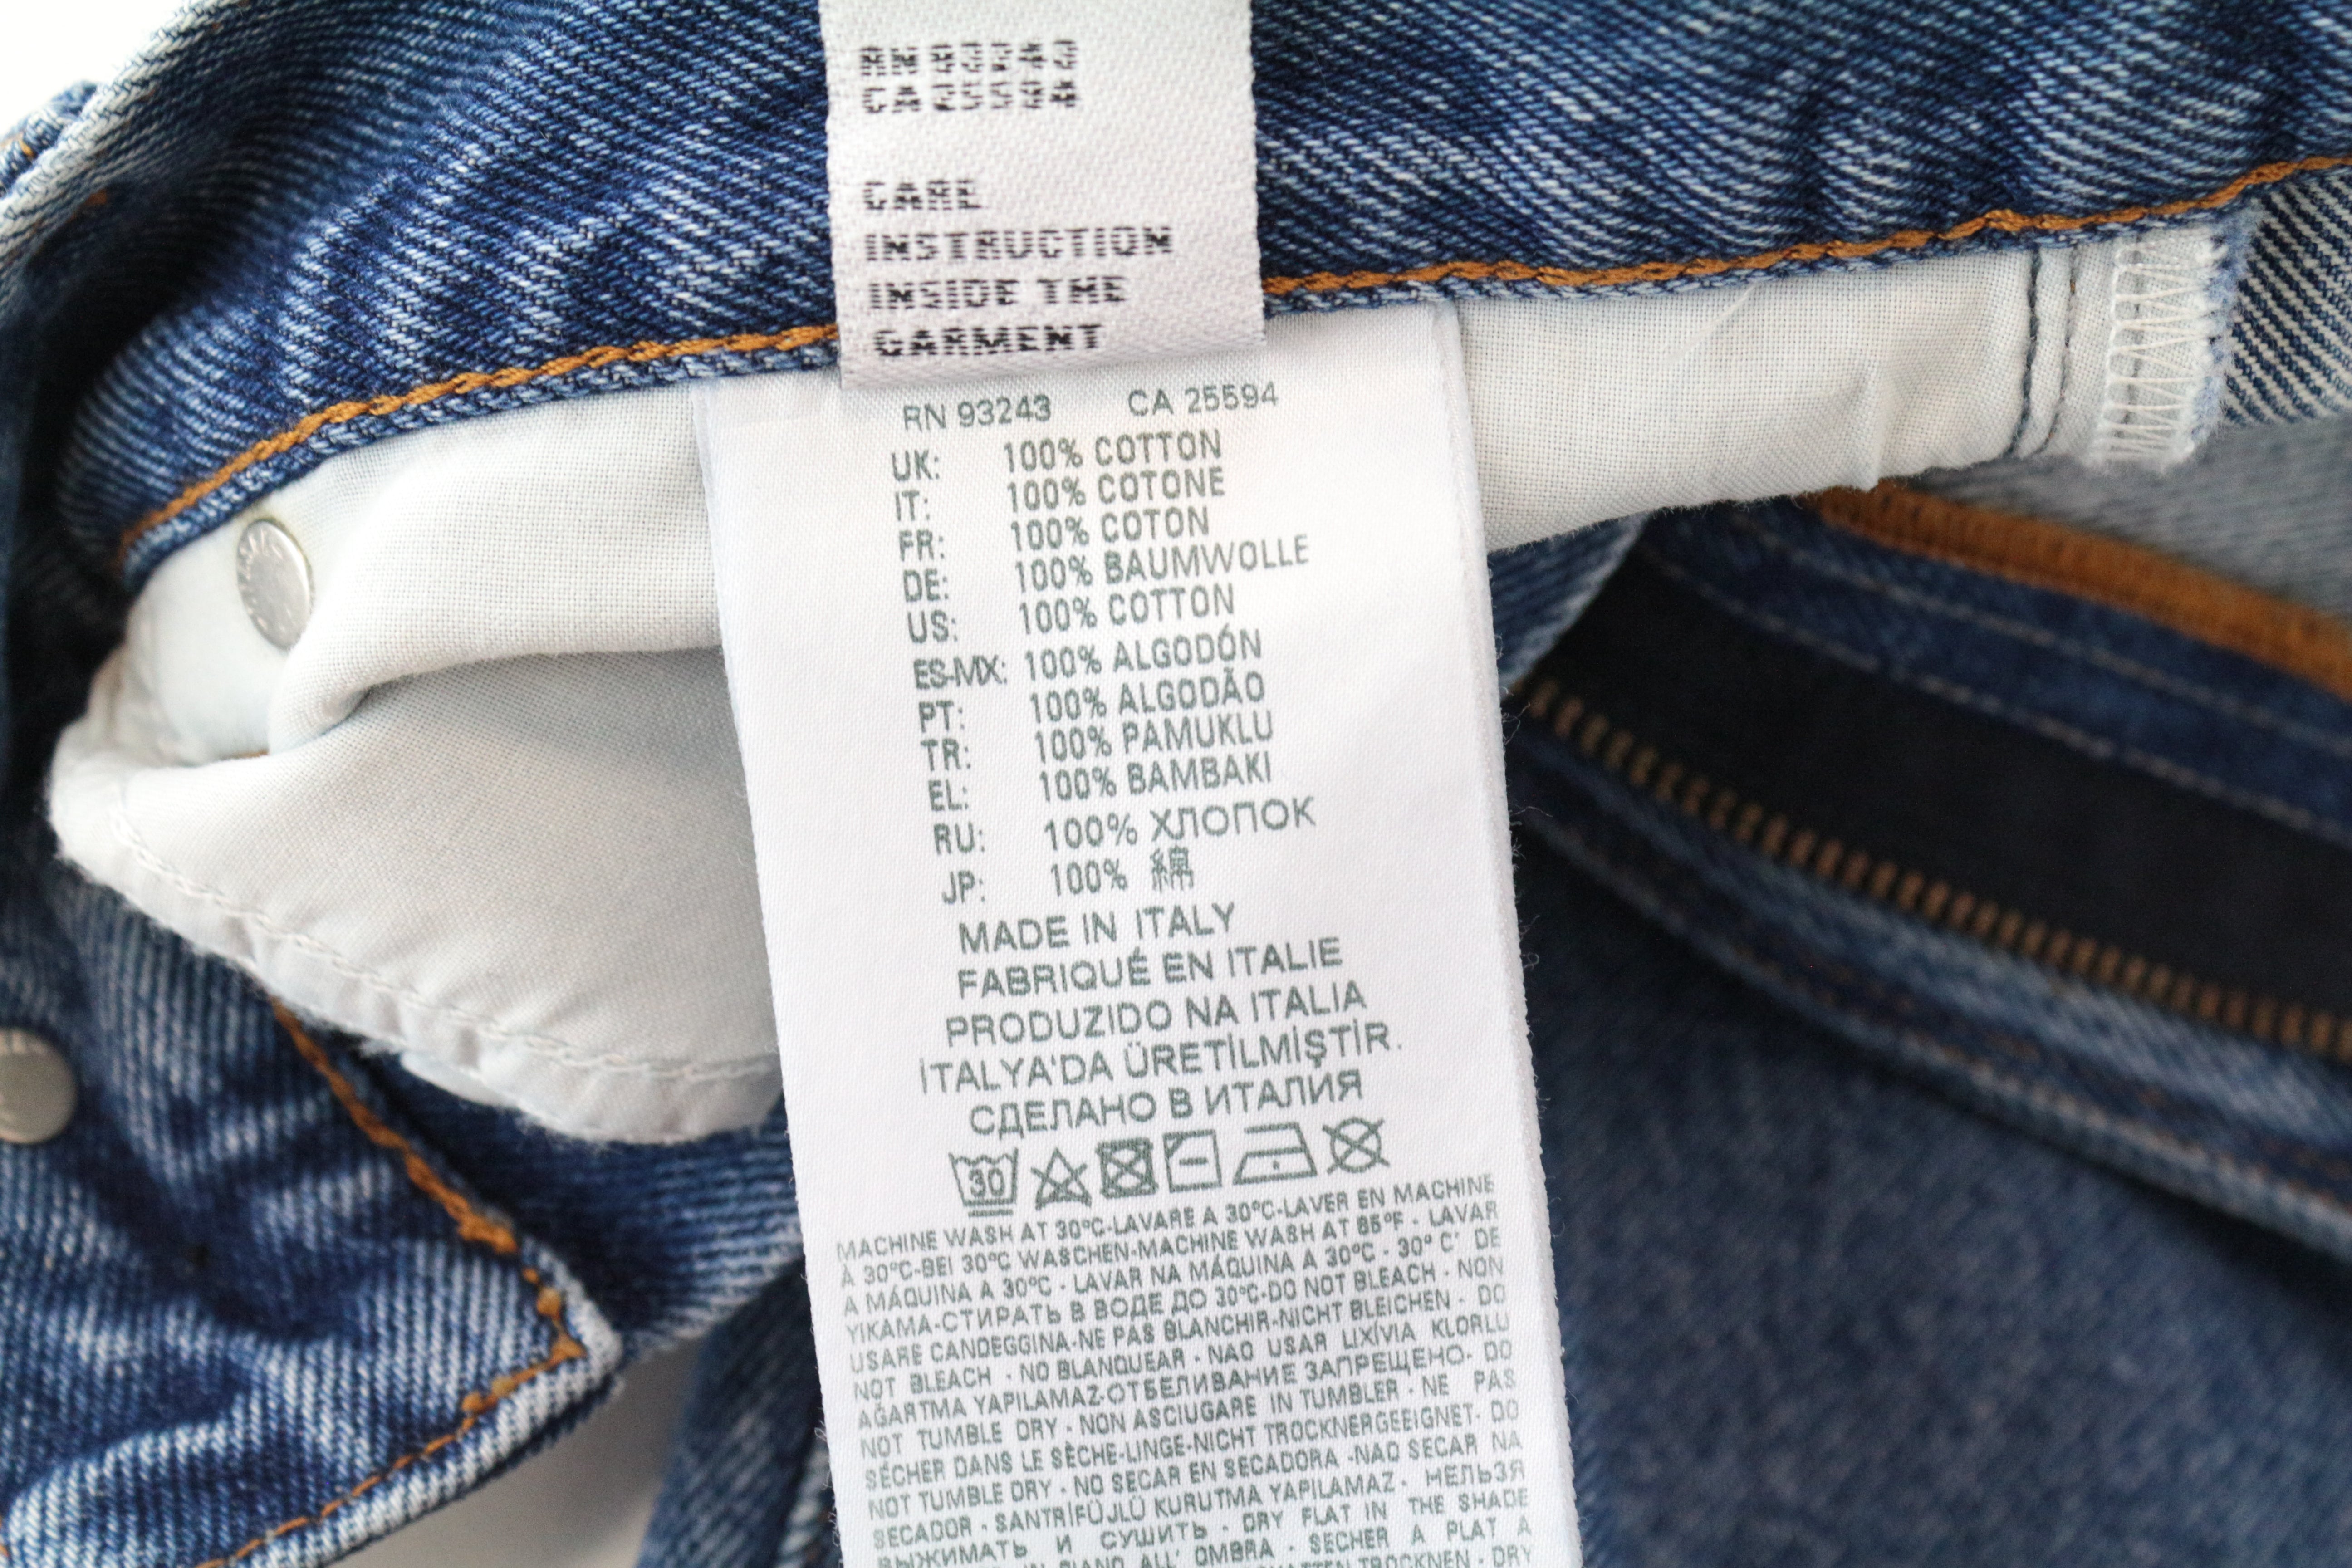 RN 93243
CA 25594
CARE
INSTRUCTION
INSIDE THE
GARMENT
RN 93243 CA 25594
UK: 100% COTTON
IT: 100% COTONE
FR: 100% COTON
DE: 100% BAUMWOLLE
US: 100% COTTON
ES-MX: 100% ALGODÓN
PT: 100% ALGODÃO
TR: 100% PAMUKLU
EL: 100% BAMBAKI
RU: 100% ХЛОПОК
JP: 100% 綿
MADE IN ITALY
FABRIQUÉ EN ITALIE
PRODUZIDO NA ITALIA
İTALYA'DA ÜRETİLMİŞTİR.
СДЕЛАНО В ИТАЛИЯ
30
MACHINE WASH AT 30°C-LAVARE A 30°C-LAVER EN MACHINE
À 30°C-BEI 30°C WASCHEN-MACHINE WASH AT 85°F - LAVAR
A MÁQUINA A 30°C - LAVAR NA MÁQUINA A 30°C - 30° C' DE
YIKAMA-СТИРАТЬ В ВОДЕ ДО 30°C-DO NOT BLEACH - NON
USARE CANDEGGINA-NE PAS BLANCHIR-NICHT BLEICHEN - DO
NOT BLEACH - NO BLANQUEAR - NAO USAR LIXÍVIA KLORLU
AĞARTMA YAPILAMAZ-ОТБЕЛИВАНИЕ ЗАПРЕЩЕНО- DO
NOT TUMBLE DRY - NON ASCIUGARE IN TUMBLER - NE PAS
SÉCHER DANS LE SÈCHE-LINGE-NICHT TROCKNERGEEIGNET- DO
NOT TUMBLE DRY - NO SECAR EN SECADORA -NAO SECAR NA
SECADOR - SANTRİFÜJLÜ KURUTMA YAPILAMAZ - НЕЛЬЗЯ
ВЫЖИМАТЬ И СУШИТЬ - DRY FLAT IN THE SHADE
IN PIANO ALL' OMBRA - SÉCHER À PLAT A
TROCKNEN - DRY